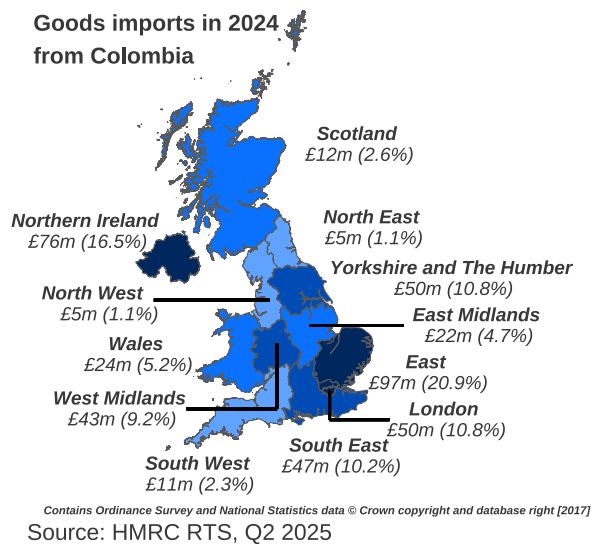 Goods imports in 2024
from Colombia
Scotland
£12m (2.6%)
Northern Ireland
£76m (16.5%)
North East
£5m (1.1%)
Yorkshire and The Humber
£50m (10.8%)
North West
£5m (1.1%)
East Midlands
£22m (4.7%)
Wales
£24m (5.2%)
East
£97m (20.9%)
West Midlands
£43m (9.2%)
London
£50m (10.8%)
South East
£47m (10.2%)
South West
£11m (2.3%)
Contains Ordinance Survey and National Statistics data © Crown copyright and database right [2017]
Source: HMRC RTS, Q2 2025